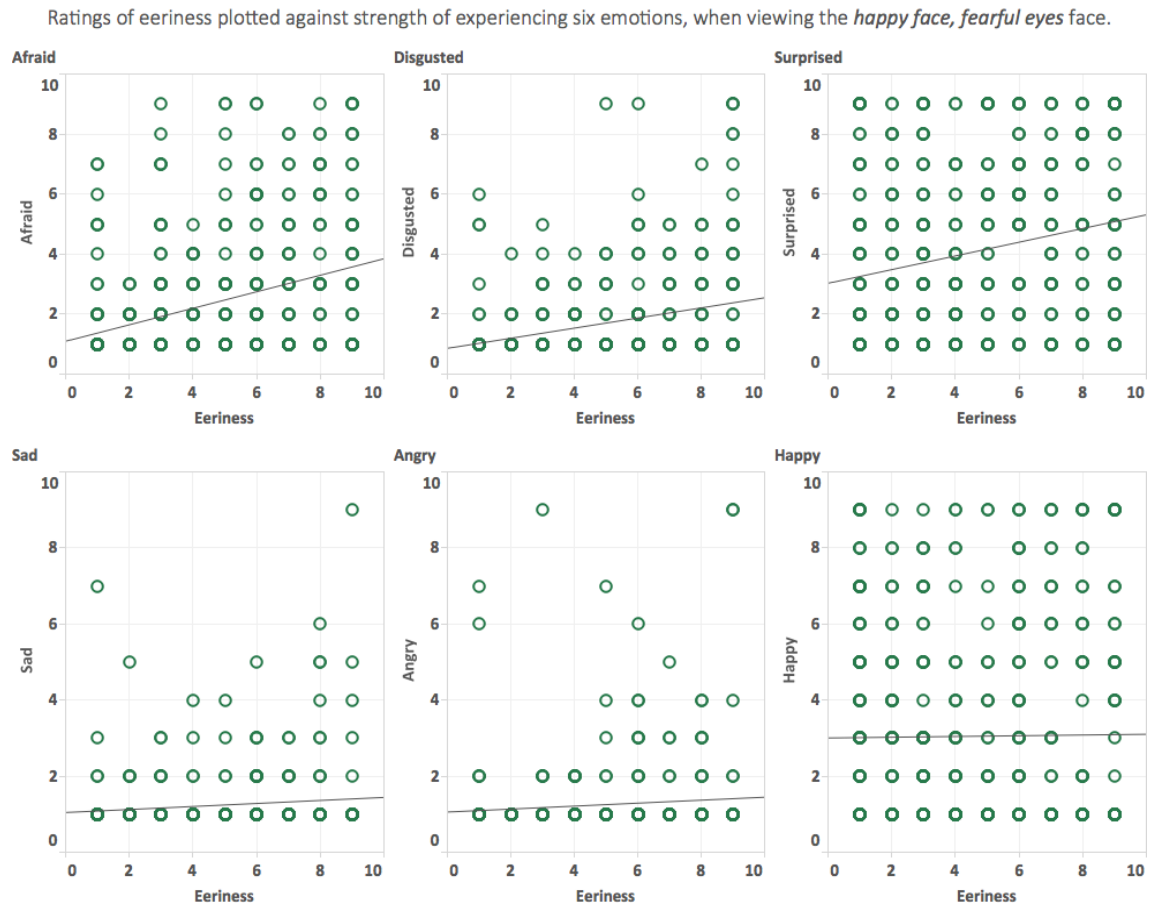 Ratings of eeriness plotted against strength of experiencing six emotions, when viewing the happy face, fearful eyes face.
Afraid
Disgusted
Surprised
10
8
6
4
2
0
Afraid
0 2 4 6 8 10
Eeriness
10
8
6
4
2
0
Disgusted
0 2 4 6 8 10
Eeriness
10
8
6
4
2
0
Surprised
0 2 4 6 8 10
Eeriness
Sad
Angry
Happy
10
8
6
4
2
0
Sad
0 2 4 6 8 10
Eeriness
10
8
6
4
2
0
Angry
0 2 4 6 8 10
Eeriness
10
8
6
4
2
0
Happy
0 2 4 6 8 10
Eeriness